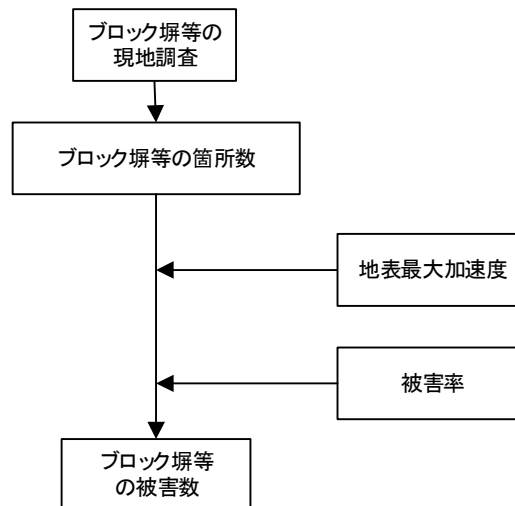 ブロック塀等の
現地調査
ブロック塀等の箇所数
地表最大加速度
被害率
ブロック塀等
の被害数